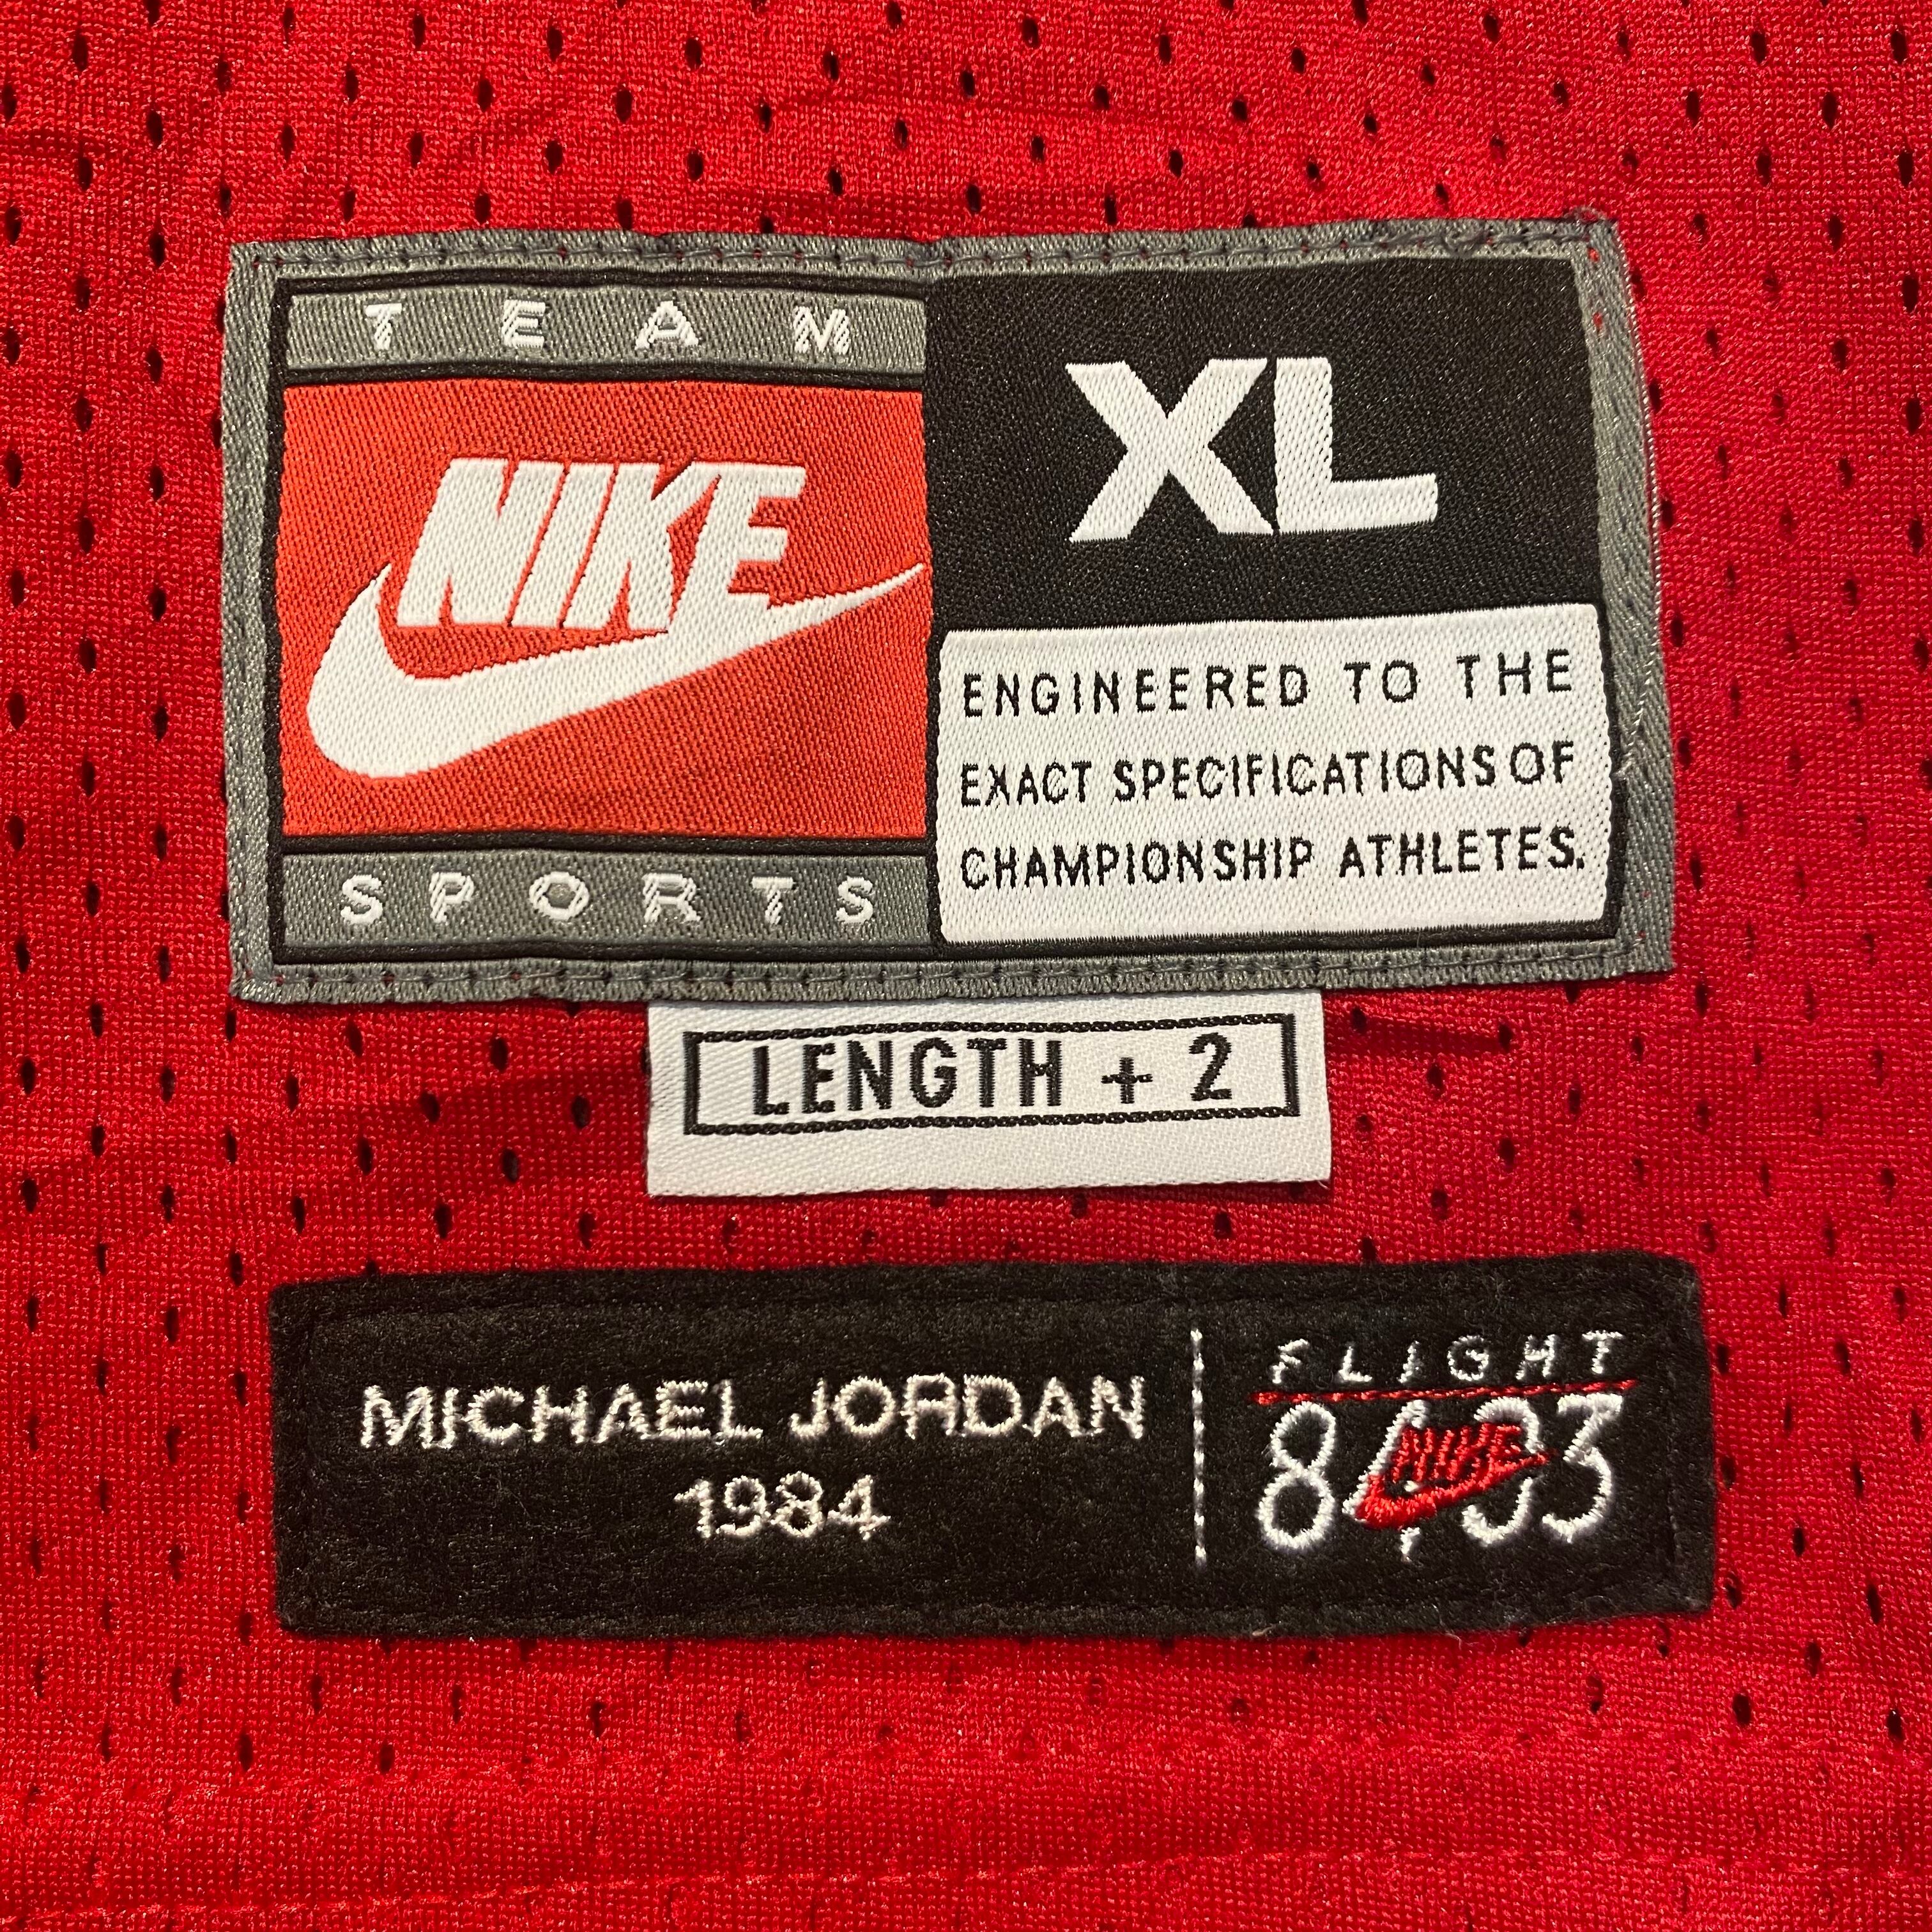 TEAM
NIKE
SPORTS
XL
ENGINEERED TO THE
EXACT SPECIFICATIONS OF
CHAMPIONSHIP ATHLETES.
LENGTH + 2
MICHAEL JORDAN
1984
FLIGHT
8403
NIKE